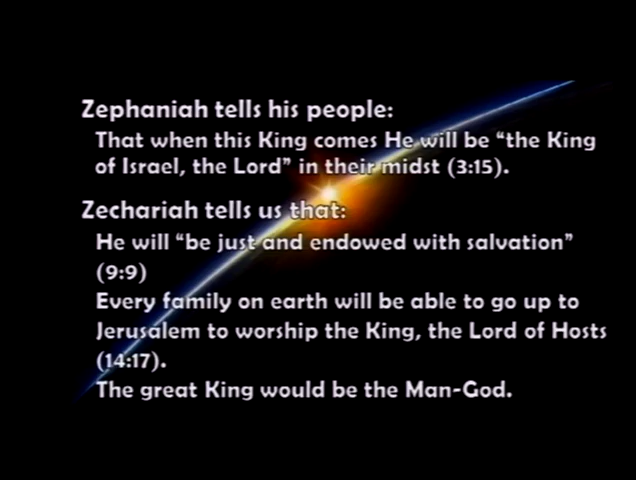 Zephaniah tells his people:
That when this King comes He will be “the King
of Israel, the Lord” in their midst (3:15).
Zechariah tells us that:
He will “be just and endowed with salvation”
(9:9)
Every family on earth will be able to go up to
Jerusalem to worship the King, the Lord of Hosts
(14:17).
The great King would be the Man-God.